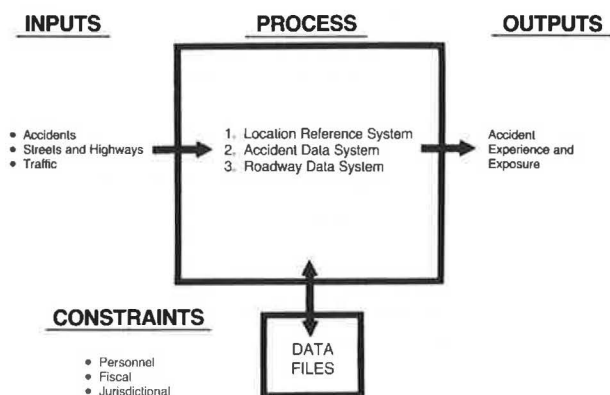 INPUTS
PROCESS
OUTPUTS
• Accidents
• Streets and Highways
• Traffic
1. Location Reference System
2. Accident Data System
3. Roadway Data System
Accident
Experience and
Exposure
CONSTRAINTS
• Personnel
• Fiscal
• Jurisdictional
DATA
FILES